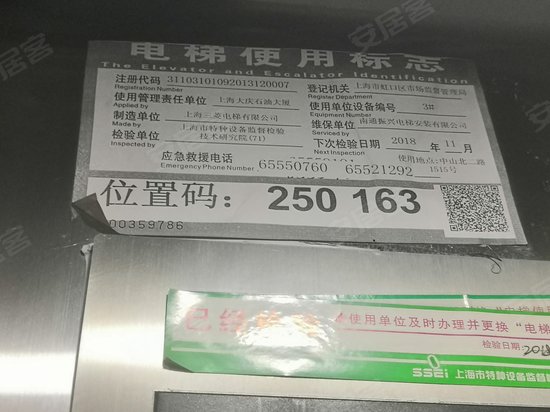 电梯使用标志
The Elevator and Escalator Identification
注册代码 31103101092013120007 登记机关 上海市虹口区市场监督管理局
Registration Number Register Department
使用管理责任单位 上海大庆石油大厦 使用单位设备编号 3#
Equipment Number
制造单位 上海三菱电梯有限公司 维保单位 南通振兴电梯安装有限公司
Manufacturer Serviced by
检验单位 上海市特种设备监督检验技术研究院(71) 下次检验日期 2018 年 11 月
Inspected by Next Inspection
应急救援电话 65550760 65521292 使用地点:中山北二路1515号
Emergency Phone Number
位置码: 250 163
00359786
使用单位及时办理并更换“电梯
检验日期: 2018
SSEi 上海市特种设备监督
安居客